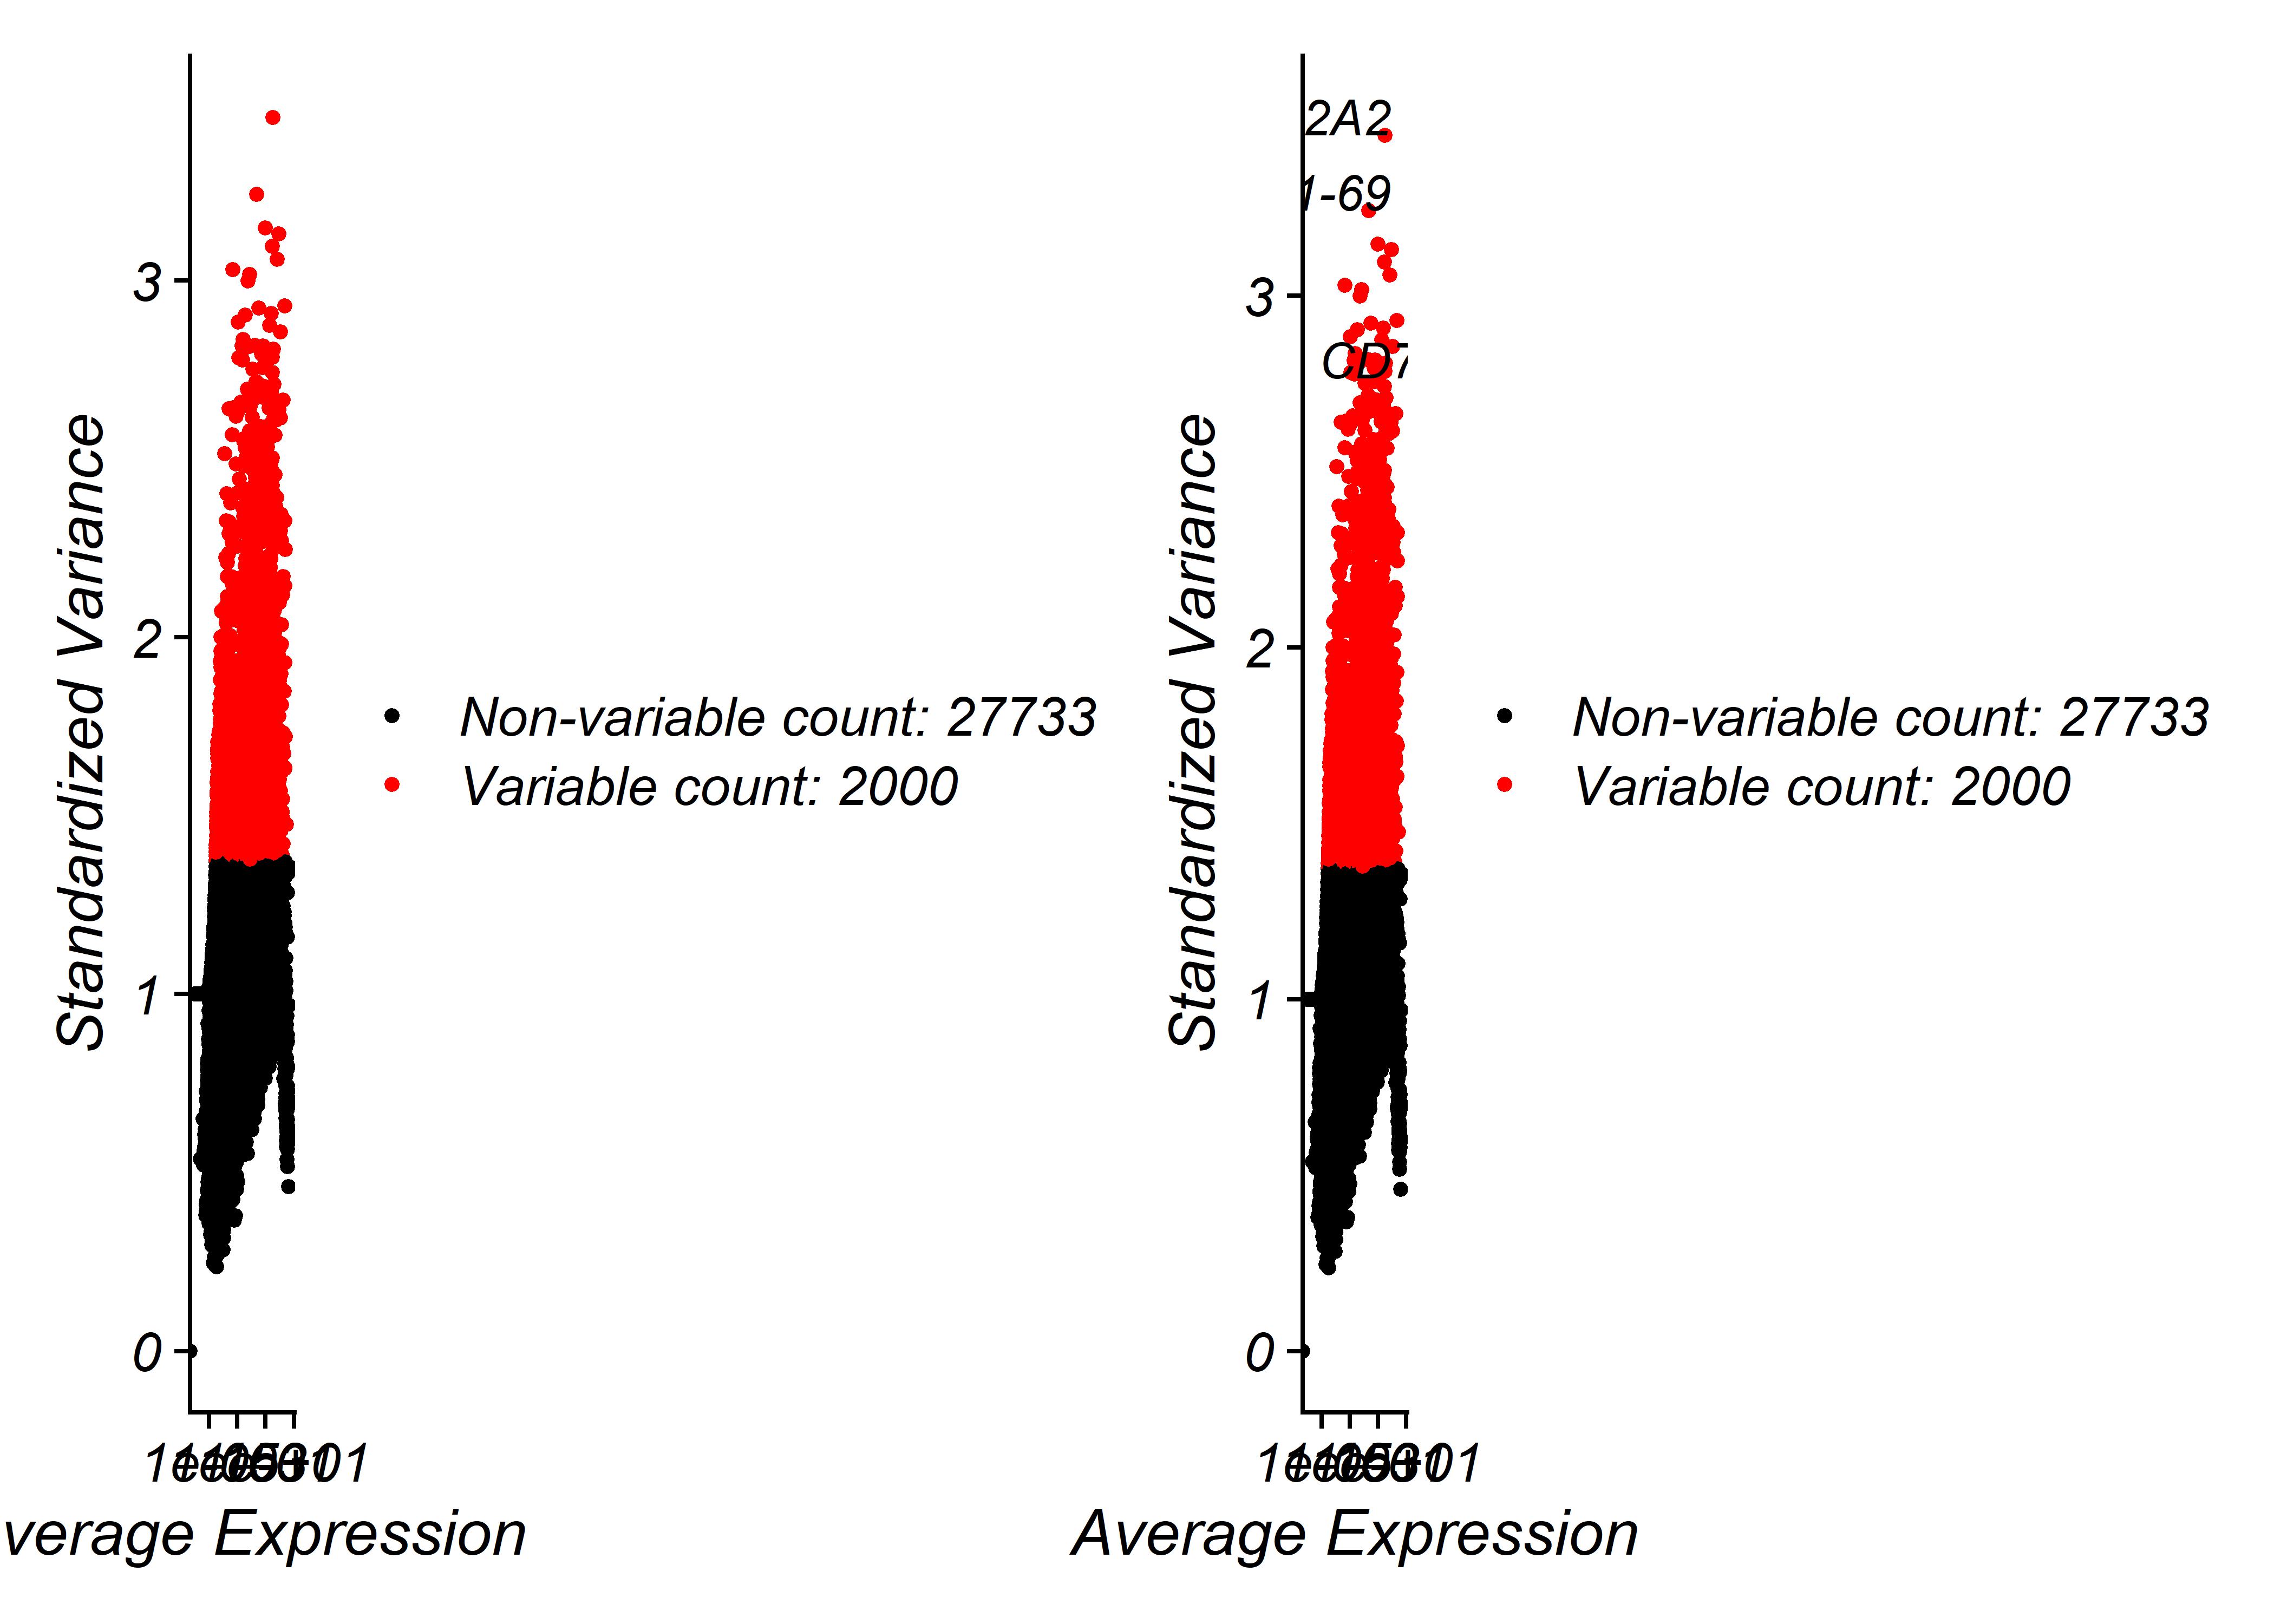 Standardized Variance
3
2
1
0
verage Expression
Non-variable count: 27733
Variable count: 2000
Standardized Variance
3
2
1
0
2A2
1-69
CD7
Average Expression
Non-variable count: 27733
Variable count: 2000